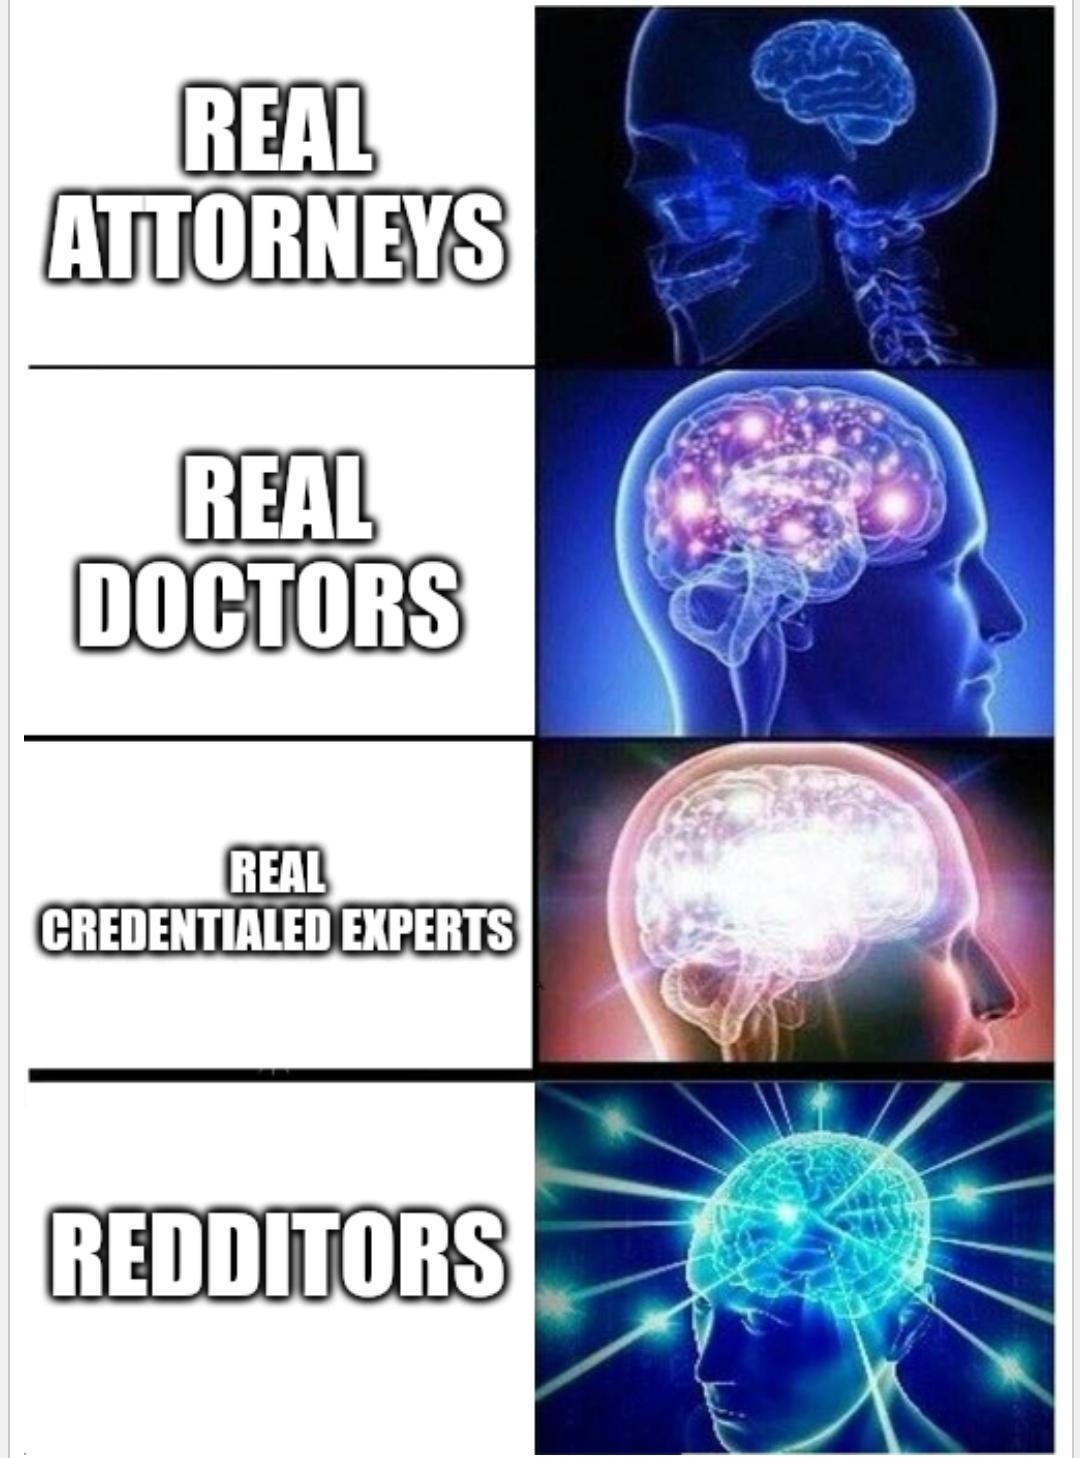 REAL
ATTORNEYS
REAL
DOCTORS
REAL
CREDENTIALED EXPERTS
REDDITORS